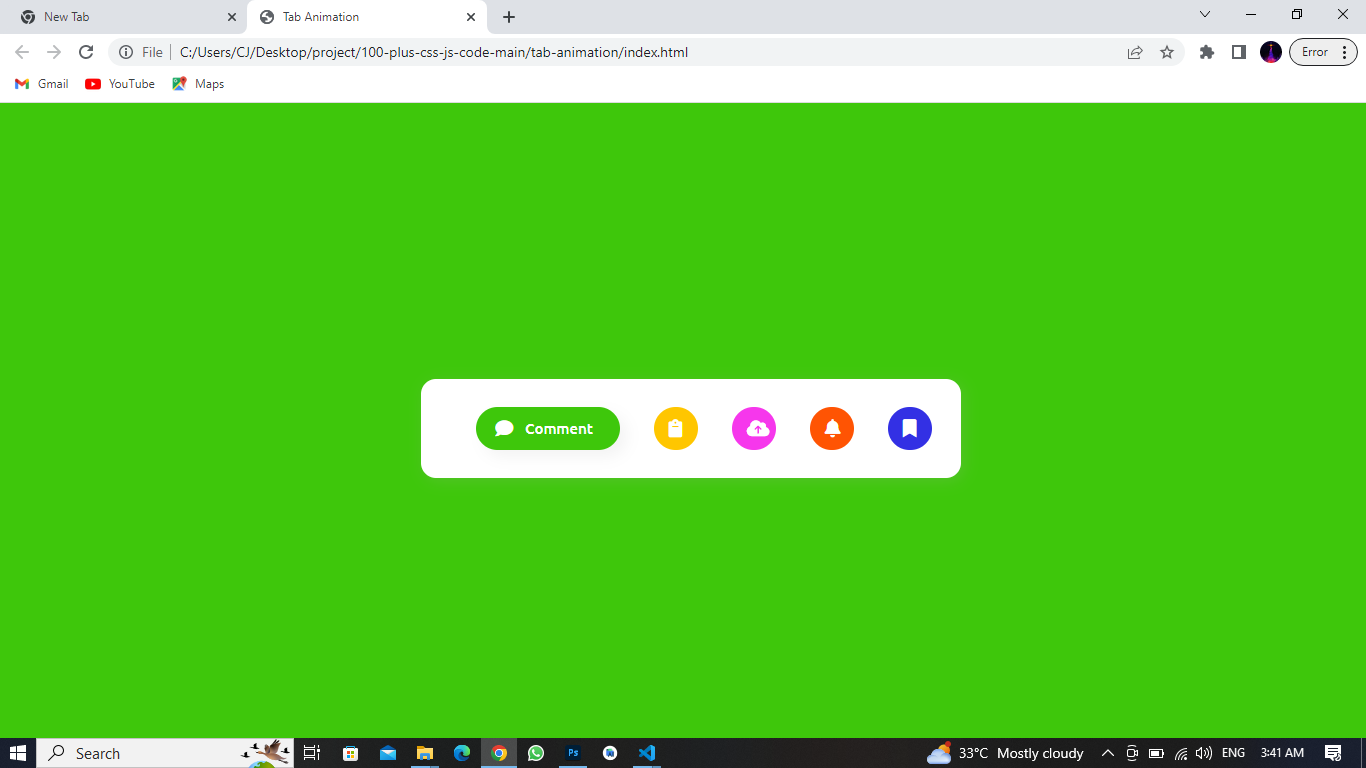 New Tab
Tab Animation
File
C:/Users/CJ/Desktop/project/100-plus-css-js-code-main/tab-animation/index.html
Error
Gmail
YouTube
Maps
Comment
Search
Ps
33°C Mostly cloudy
ENG
3:41 AM